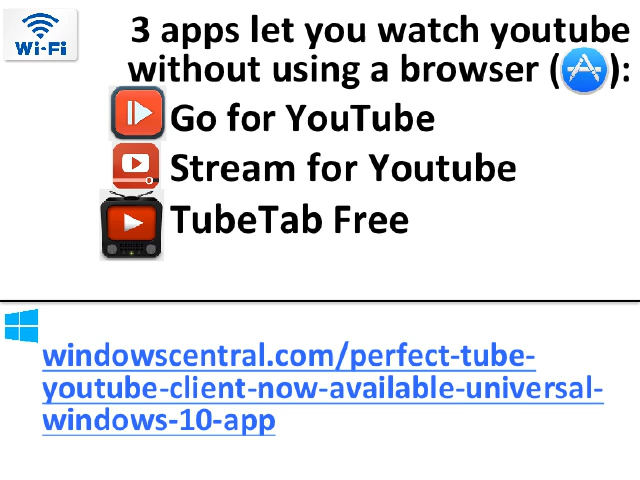 Wi-Fi
3 apps let you watch youtube
without using a browser ( ):
Go for YouTube
Stream for Youtube
TubeTab Free
windowscentral.com/perfect-tube-
youtube-client-now-available-universal-
windows-10-app